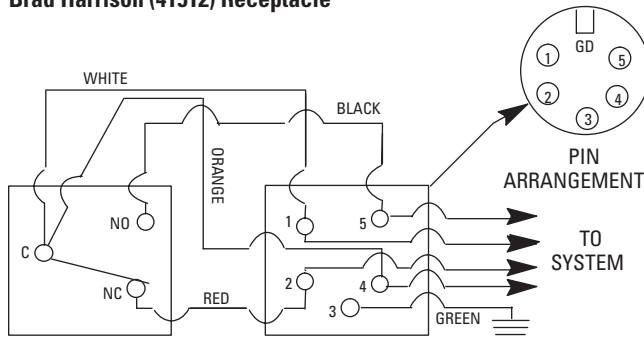 Brad Harrison (41512) Receptacle
GD
1
5
2
4
3
PIN
ARRANGEMENT
WHITE
BLACK
ORANGE
NO
C
NC
RED
1
5
2
4
3
GREEN
TO
SYSTEM